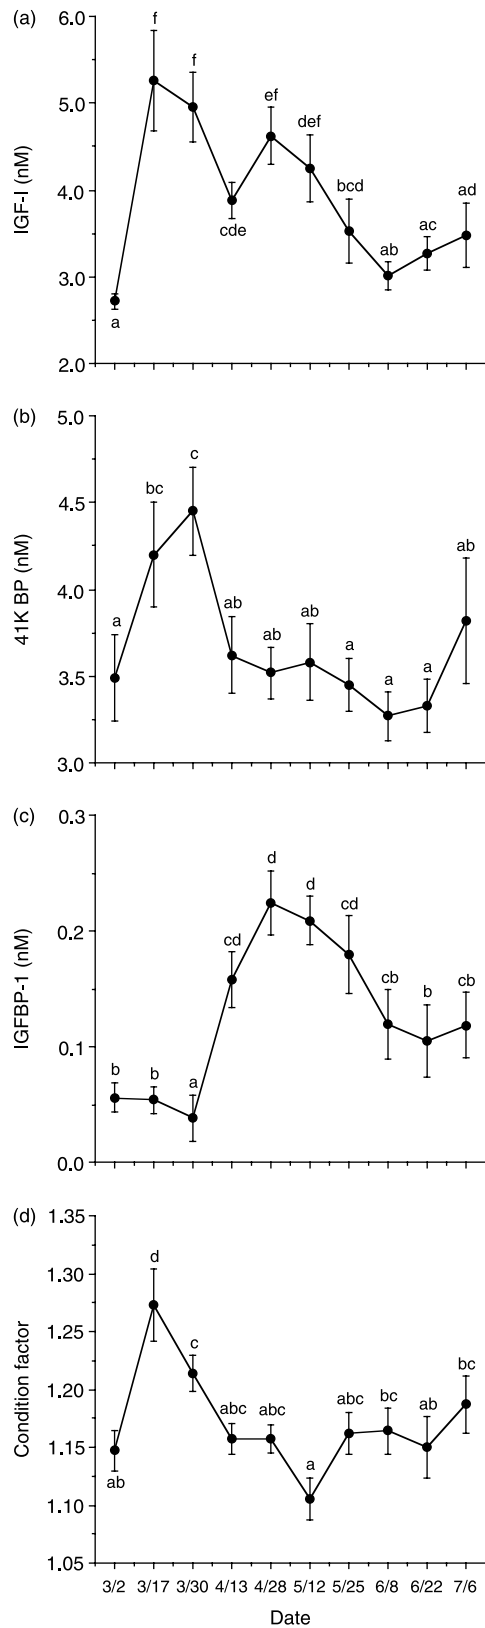 (a)
6.0
5.0
4.0
3.0
2.0
IGF-I (nM)
a
f
f
cde
ef
def
bcd
ab
ac
ad
(b)
5.0
4.5
4.0
3.5
3.0
41K BP (nM)
a
bc
c
ab
ab
ab
a
a
a
ab
(c)
0.3
0.2
0.1
0.0
IGFBP-1 (nM)
b
b
a
cd
d
d
cd
cb
b
cb
(d)
1.35
1.30
1.25
1.20
1.15
1.10
1.05
Condition factor
ab
d
c
abc
abc
a
abc
bc
ab
bc
3/2 3/17 3/30 4/13 4/28 5/12 5/25 6/8 6/22 7/6
Date